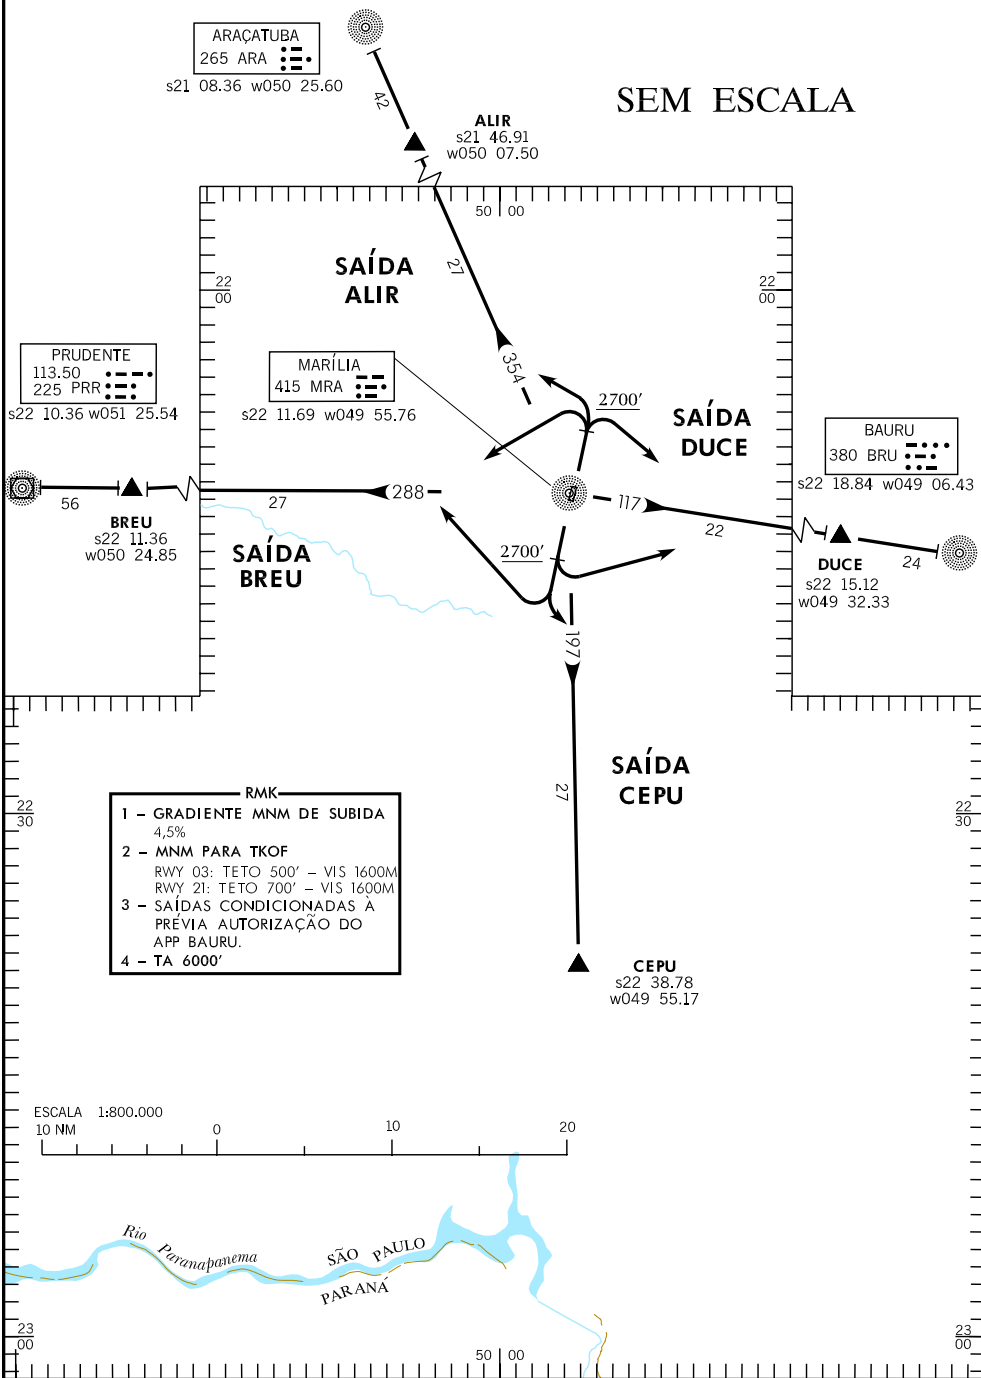 ARAÇATUBA
265 ARA
s21 08.36 w050 25.60
SEM ESCALA
42
ALIR
s21 46.91
w050 07.50
50 00
SAÍDA
ALIR
27
22
00
22
00
PRUDENTE
113.50
225 PRR
s22 10.36 w051 25.54
MARÍLIA
415 MRA
s22 11.69 w049 55.76
354
2700'
SAÍDA
DUCE
BAURU
380 BRU
s22 18.84 w049 06.43
56
BREU
s22 11.36
w050 24.85
27
288
117
22
DUCE
s22 15.12
w049 32.33
24
SAÍDA
BREU
2700'
197
SAÍDA
CEPU
27
22
30
22
30
RMK
1 – GRADIENTE MNM DE SUBIDA
4,5%
2 – MNM PARA TKOF
RWY 03: TETO 500' – VIS 1600M
RWY 21: TETO 700' – VIS 1600M
3 – SAÍDAS CONDICIONADAS À
PRÉVIA AUTORIZAÇÃO DO
APP BAURU.
4 – TA 6000'
CEPU
s22 38.78
w049 55.17
ESCALA 1:800.000
10 NM 0 10 20
Rio Paranapanema
SÃO PAULO
PARANÁ
23
00
23
00
50 00